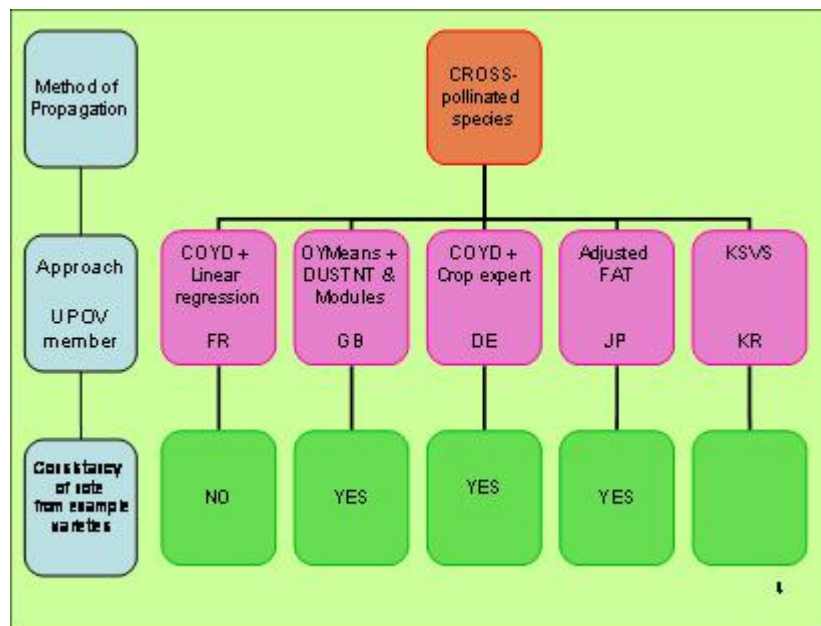 Method of
Propagation
CROSS-
pollinated
species
Approach
UPOV
member
COYD +
Linear
regression
FR
OYMeans +
DUSTNT &
Modules
GB
COYD +
Crop expert
DE
Adjusted
FAT
JP
KSVS
KR
Consistancy
of note
from example
varieties
NO
YES
YES
YES